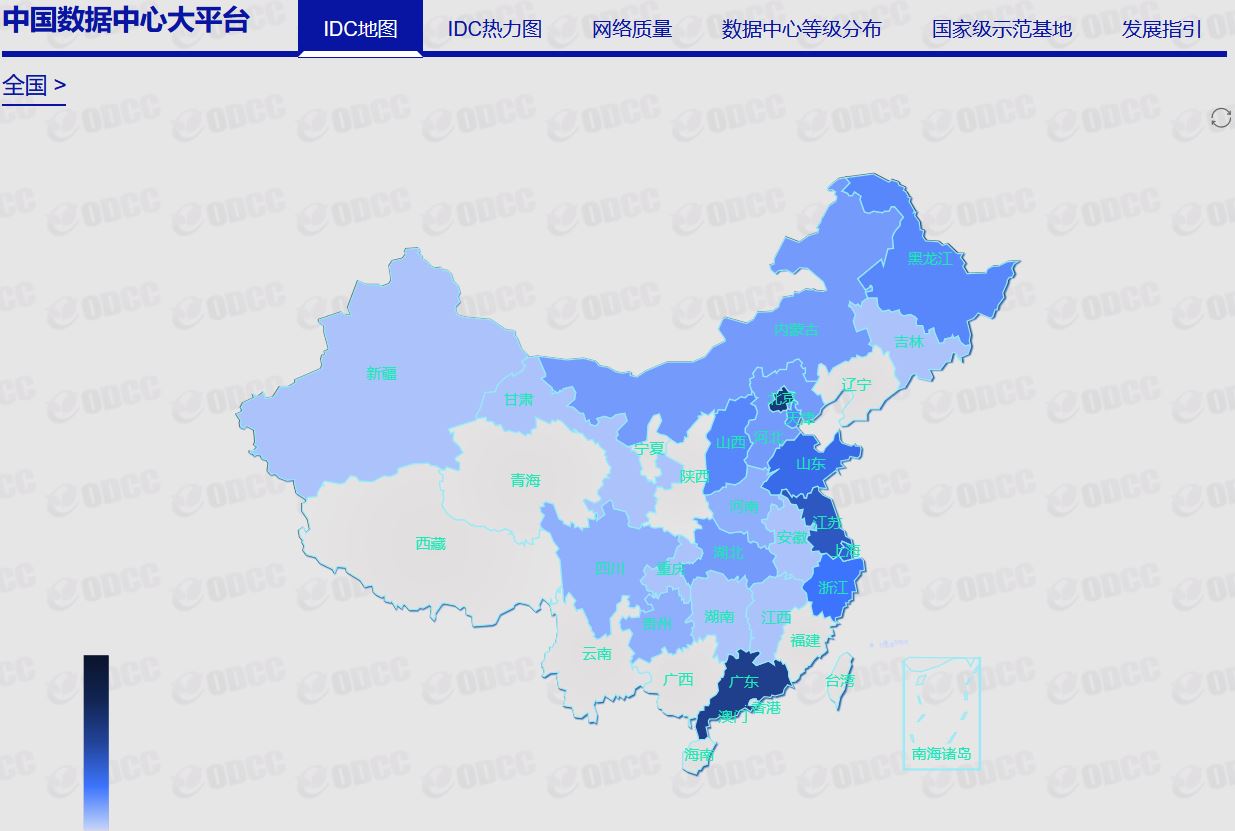 中国数据中心大平台
IDC地图
IDC热力图
网络质量
数据中心等级分布
国家级示范基地
发展指引
全国 >
ODCC
黑龙江
内蒙古
吉林
新疆
辽宁
甘肃
北京
天津
河北
山西
宁夏
山东
陕西
青海
河南
江苏
安徽
西藏
上海
湖北
四川
重庆
浙江
湖南
江西
贵州
福建
云南
广西
广东
台湾
香港
澳门
海南
南海诸岛